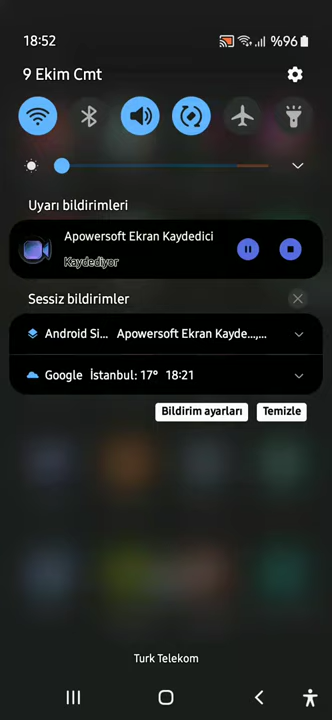 18:52 %96
9 Ekim Cmt
Uyarı bildirimleri
Apowersoft Ekran Kaydedici
Kaydediyor
Sessiz bildirimler
Android Si... Apowersoft Ekran Kayde...,...
Google İstanbul: 17° 18:21
Bildirim ayarları Temizle
Turk Telekom